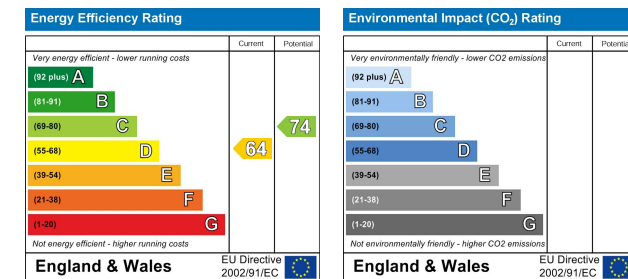 Energy Efficiency Rating
Current Potential
Very energy efficient - lower running costs
(92 plus) A
(81-91) B
(69-80) C
(55-68) D
(39-54) E
(21-38) F
(1-20) G
64
74
Not energy efficient - higher running costs
England & Wales
EU Directive
2002/91/EC
Environmental Impact (CO₂) Rating
Current Potentia
Very environmentally friendly - lower CO2 emissions
(92 plus) A
(81-91) B
(69-80) C
(55-68) D
(39-54) E
(21-38) F
(1-20) G
Not environmentally friendly - higher CO2 emissions
England & Wales
EU Directive
2002/91/EC